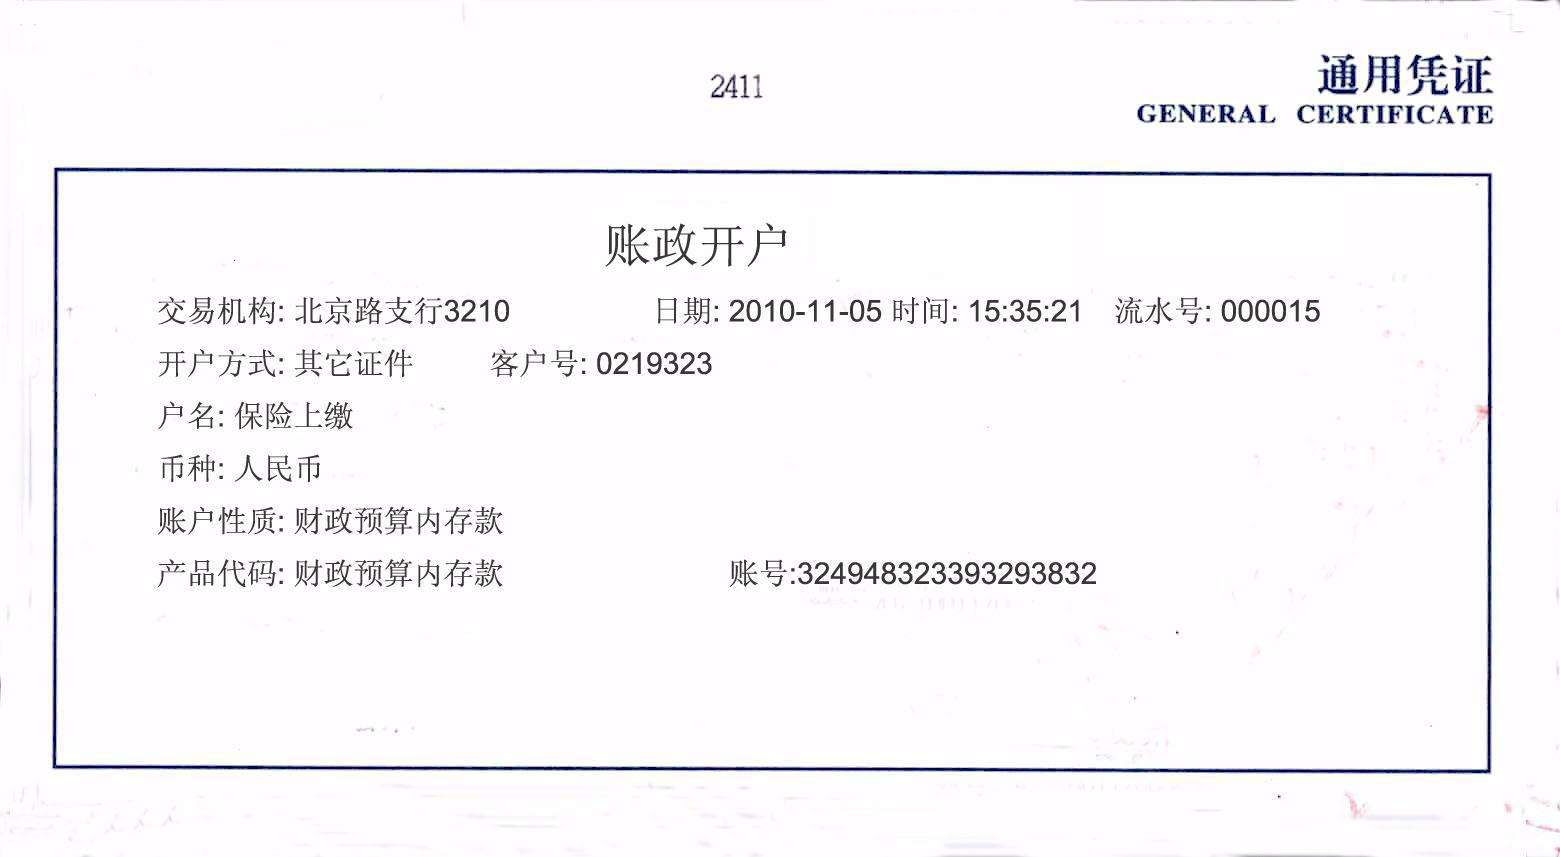 2411
通用凭证
GENERAL CERTIFICATE
账政开户
交易机构: 北京路支行3210 日期: 2010-11-05 时间: 15:35:21 流水号: 000015
开户方式: 其它证件 客户号: 0219323
户名: 保险上缴
币种: 人民币
账户性质: 财政预算内存款
产品代码: 财政预算内存款 账号:324948323393293832